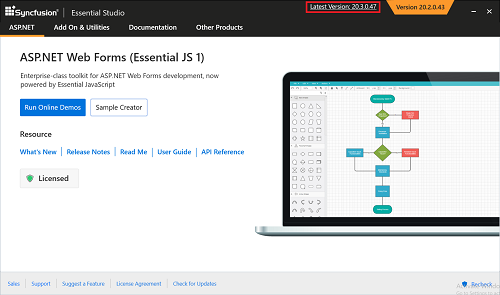 Syncfusion Essential Studio
Latest Version: 20.3.0.47
Version 20.2.0.43
ASP.NET Add On & Utilities Documentation Other Products
ASP.NET Web Forms (Essential JS 1)
Enterprise-class toolkit for ASP.NET Web Forms development, now
powered by Essential JavaScript
Run Online Demos Sample Creator
Resource
What's New Release Notes Read Me User Guide API Reference
Licensed
Sales Support Suggest a Feature License Agreement Check for Updates
Recheck